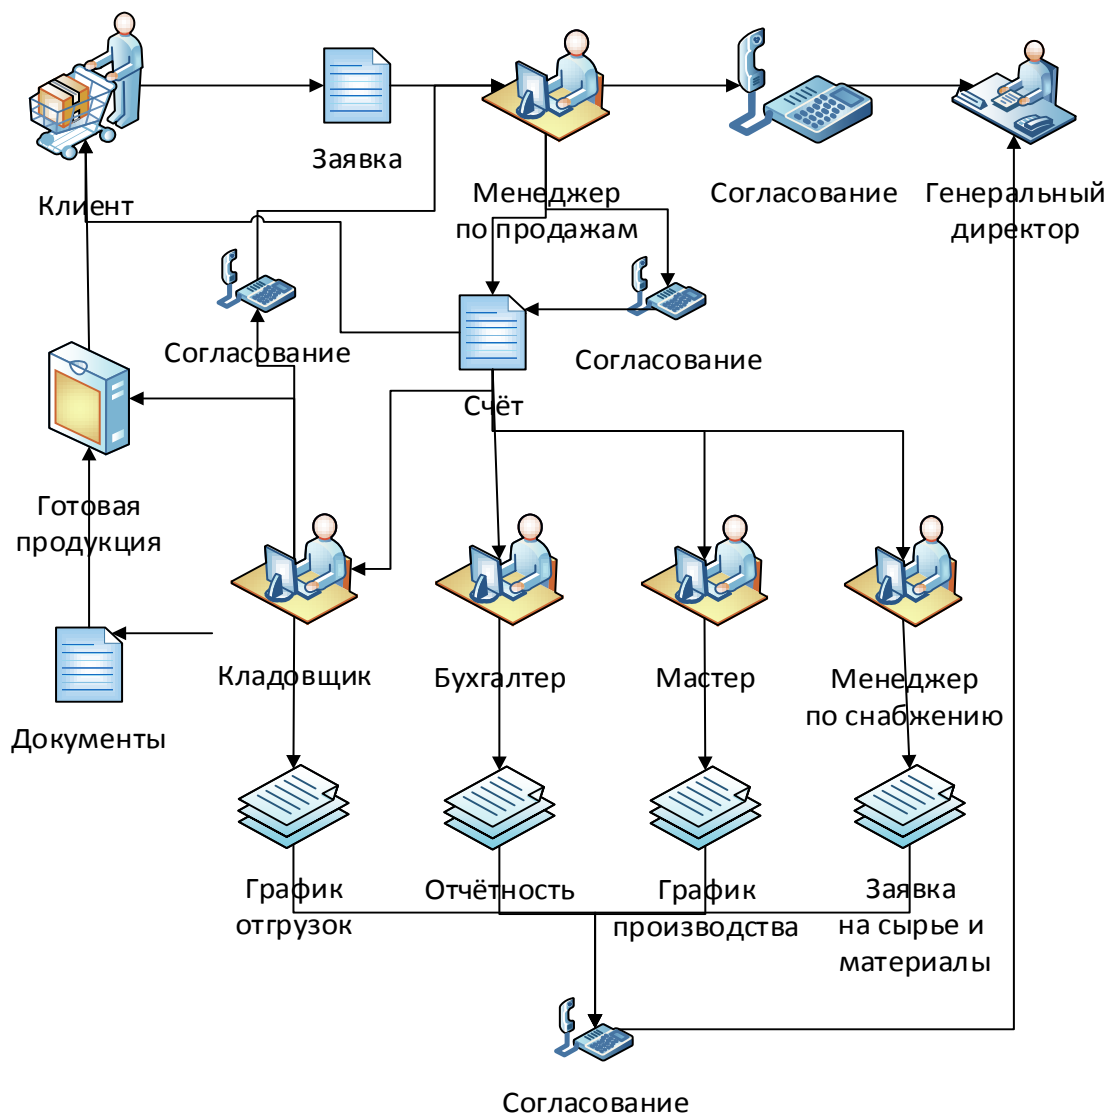 Заявка
Клиент
Менеджер
по продажам
Согласование
Генеральный
директор
Согласование
Согласование
Счёт
Готовая
продукция
Кладовщик
Бухгалтер
Мастер
Менеджер
по снабжению
Документы
График
отгрузок
Отчётность
График
производства
Заявка
на сырье и
материалы
Согласование